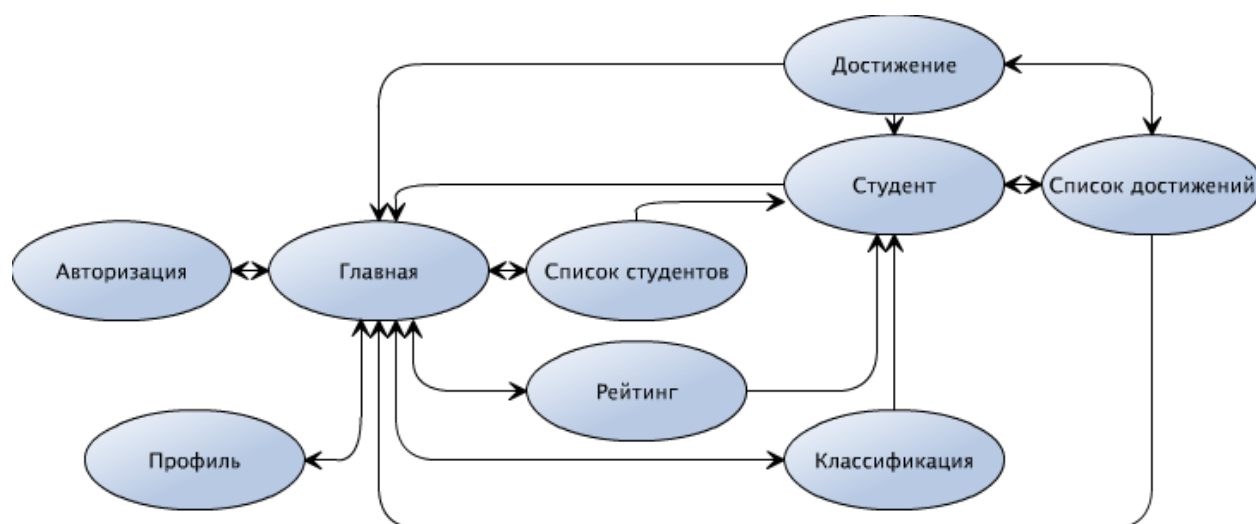 Достижение
Студент
Список достижений
Авторизация
Главная
Список студентов
Рейтинг
Профиль
Классификация